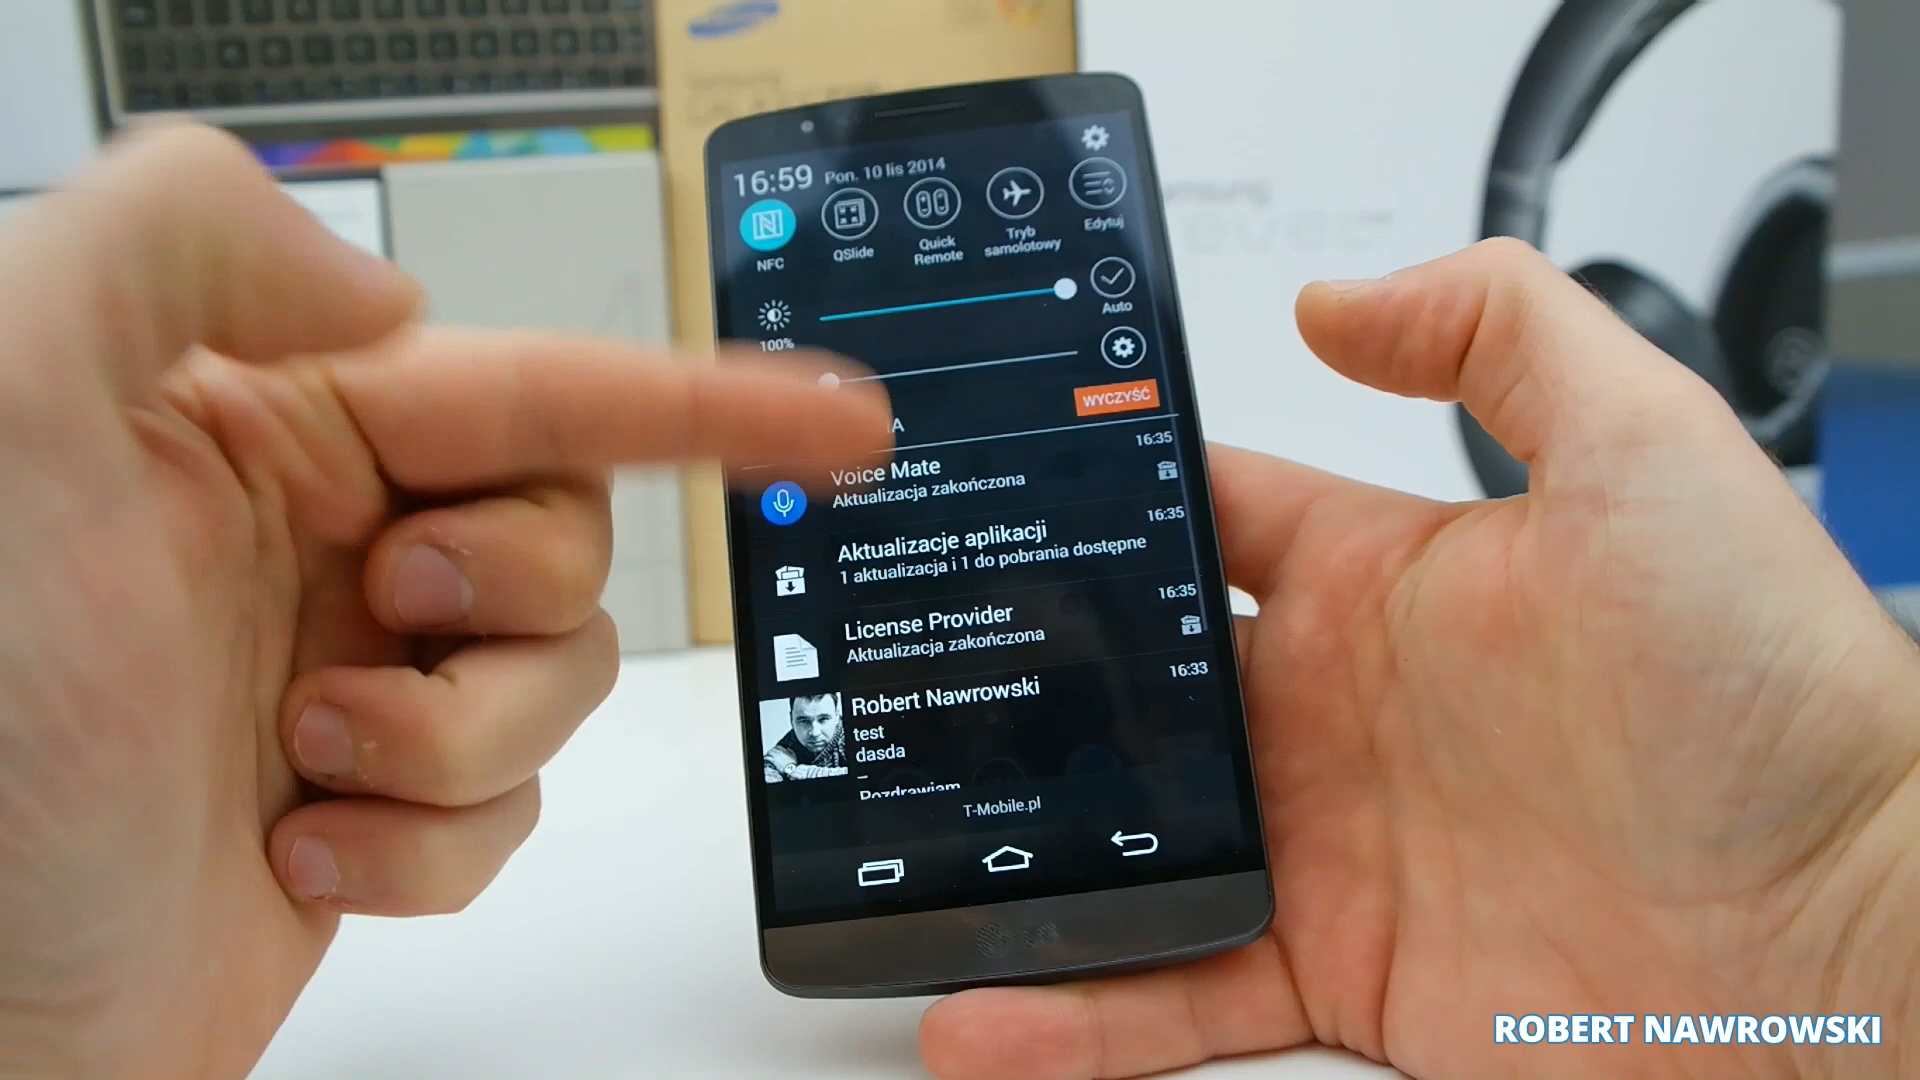 16:59 Pon. 10 lis 2014
NFC
QSlide
Quick
Remote
Tryb
samolotowy
Edytuj
100%
Auto
WYCZYŚĆ
16:35
Voice Mate
Aktualizacja zakończona
16:35
Aktualizacje aplikacji
1 aktualizacja i 1 do pobrania dostępne
16:35
License Provider
Aktualizacja zakończona
16:33
Robert Nawrowski
test
dasda
–
Pozdrawiam
T-Mobile.pl
LG
ROBERT NAWROWSKI